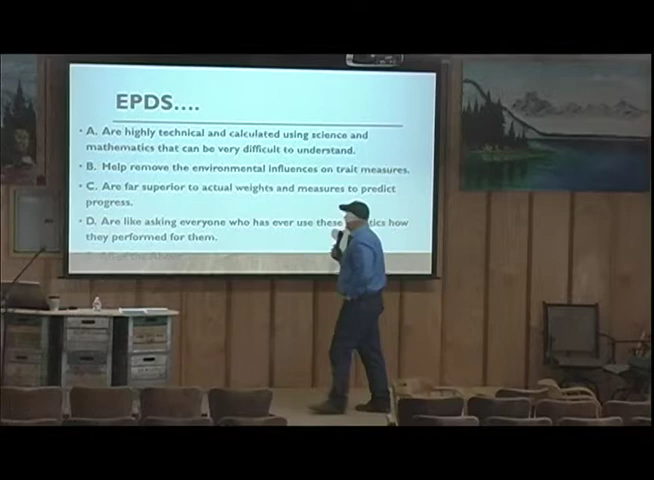 EPDS....
• A. Are highly technical and calculated using science and
mathematics that can be very difficult to understand.
• B. Help remove the environmental influences on trait measures.
• C. Are far superior to actual weights and measures to predict
progress.
• D. Are like asking everyone who has ever use these how
they performed for them.